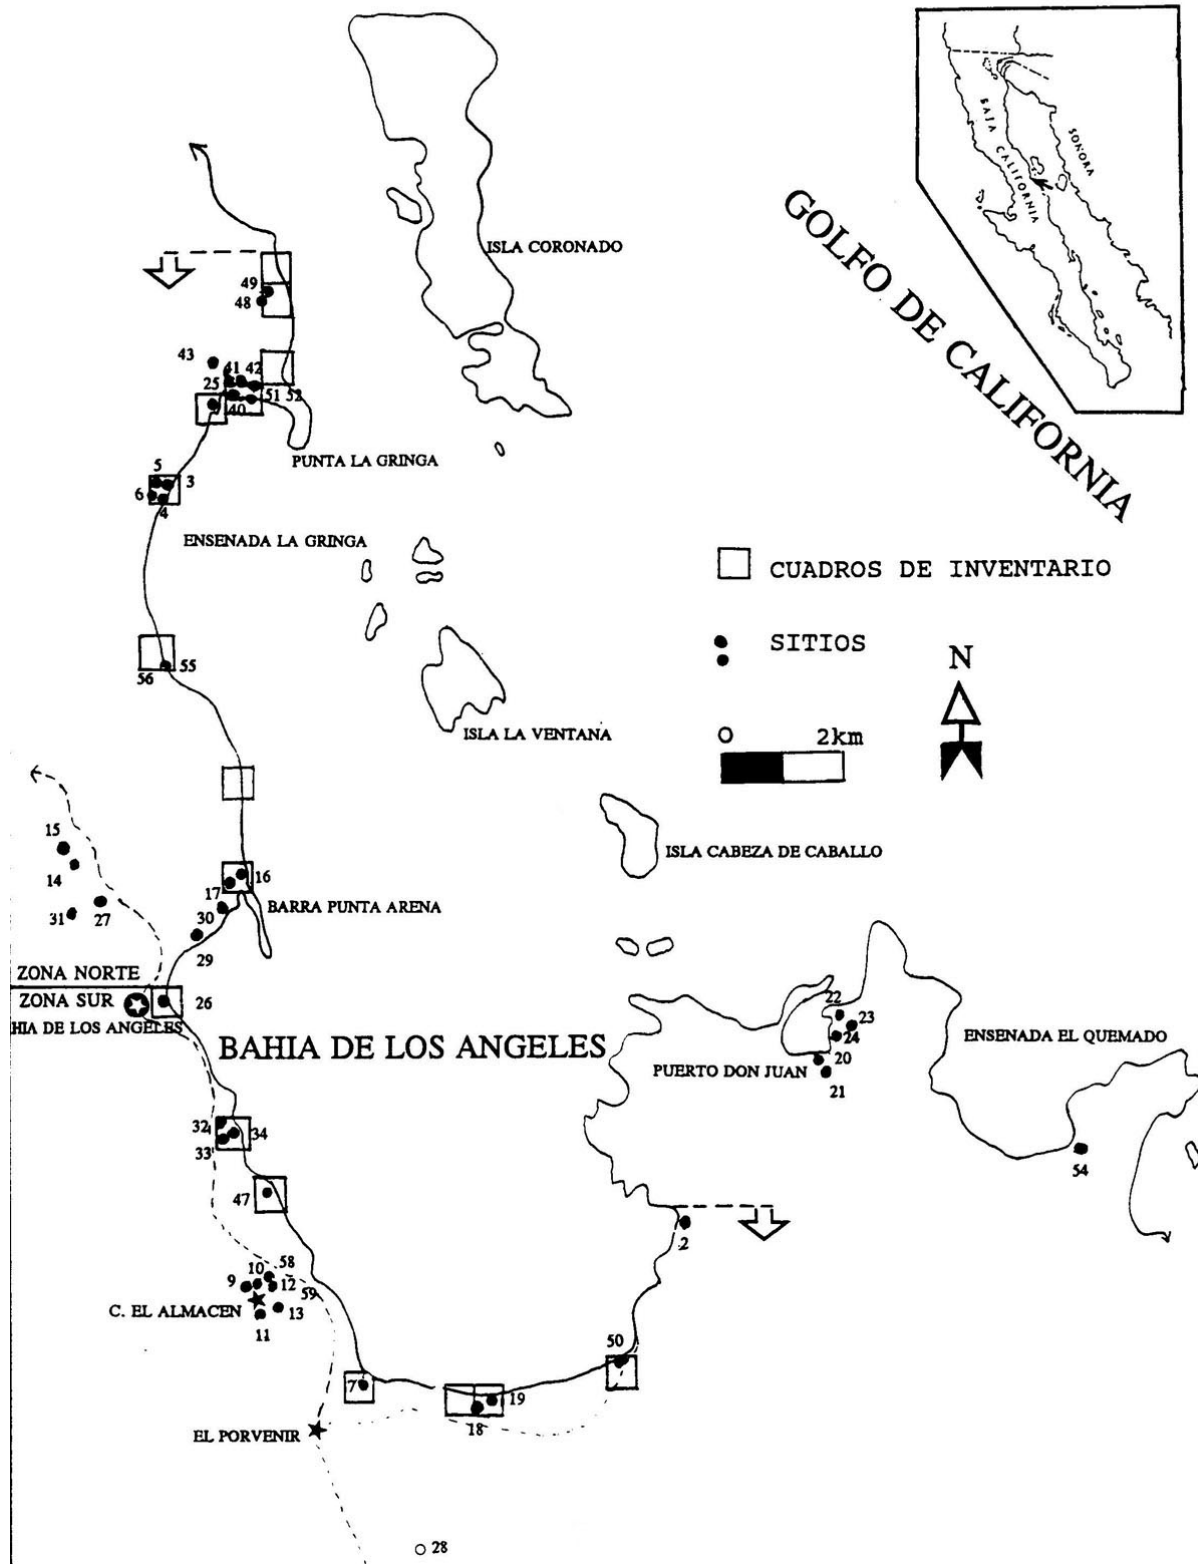 BAJA CALIFORNIA
SONORA
GOLFO DE CALIFORNIA
ISLA CORONADO
49
48
43
41
42
25
40
51
52
PUNTA LA GRINGA
5
3
6
4
ENSENADA LA GRINGA
CUADROS DE INVENTARIO
SITIOS
N
O
2km
55
56
ISLA LA VENTANA
15
14
31
27
16
17
ISLA CABEZA DE CABALLO
BARRA PUNTA ARENA
30
29
ZONA NORTE
ZONA SUR
26
HIA DE LOS ANGELES
BAHIA DE LOS ANGELES
22
23
24
ENSENADA EL QUEMADO
20
PUERTO DON JUAN
21
32
34
33
54
47
2
58
10
9
12
59
C. EL ALMACEN
13
11
50
7
19
18
EL PORVENIR
28